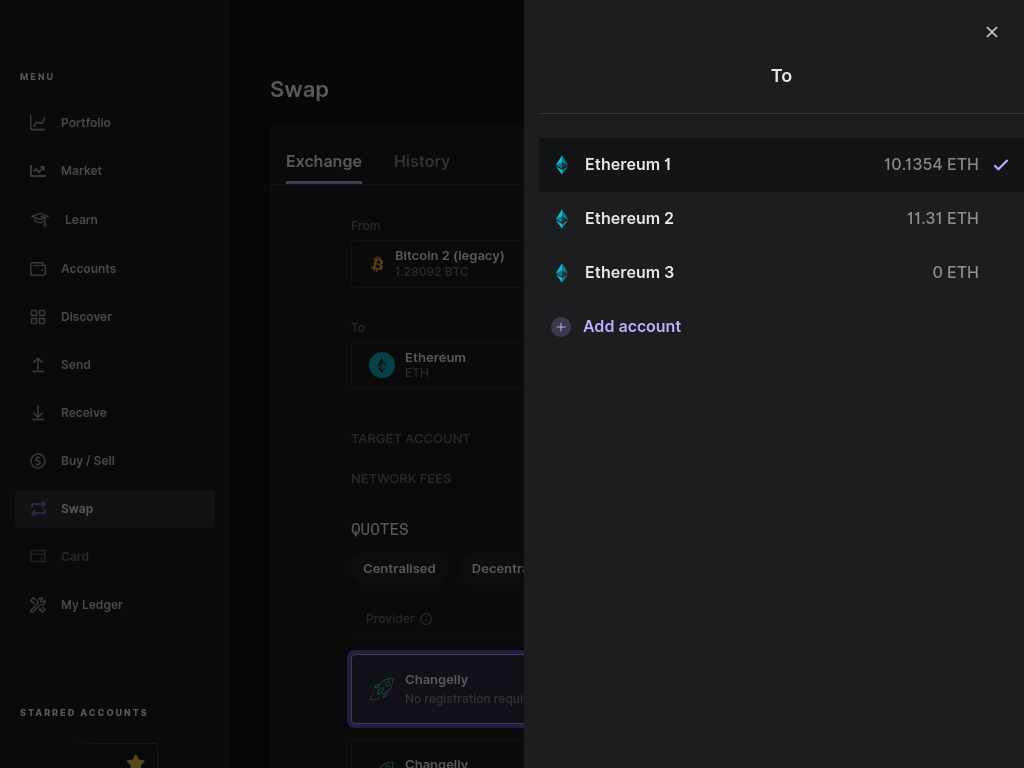 MENU
Portfolio
Market
Learn
Accounts
Discover
Send
Receive
Buy / Sell
Swap
Card
My Ledger
STARRED ACCOUNTS
Swap
Exchange
History
From
Bitcoin 2 (legacy)
1.28092 BTC
To
Ethereum
ETH
TARGET ACCOUNT
NETWORK FEES
QUOTES
Centralised
Decentra
Provider
Changelly
No registration requi
Changelly
To
Ethereum 1 10.1354 ETH
Ethereum 2 11.31 ETH
Ethereum 3 0 ETH
Add account